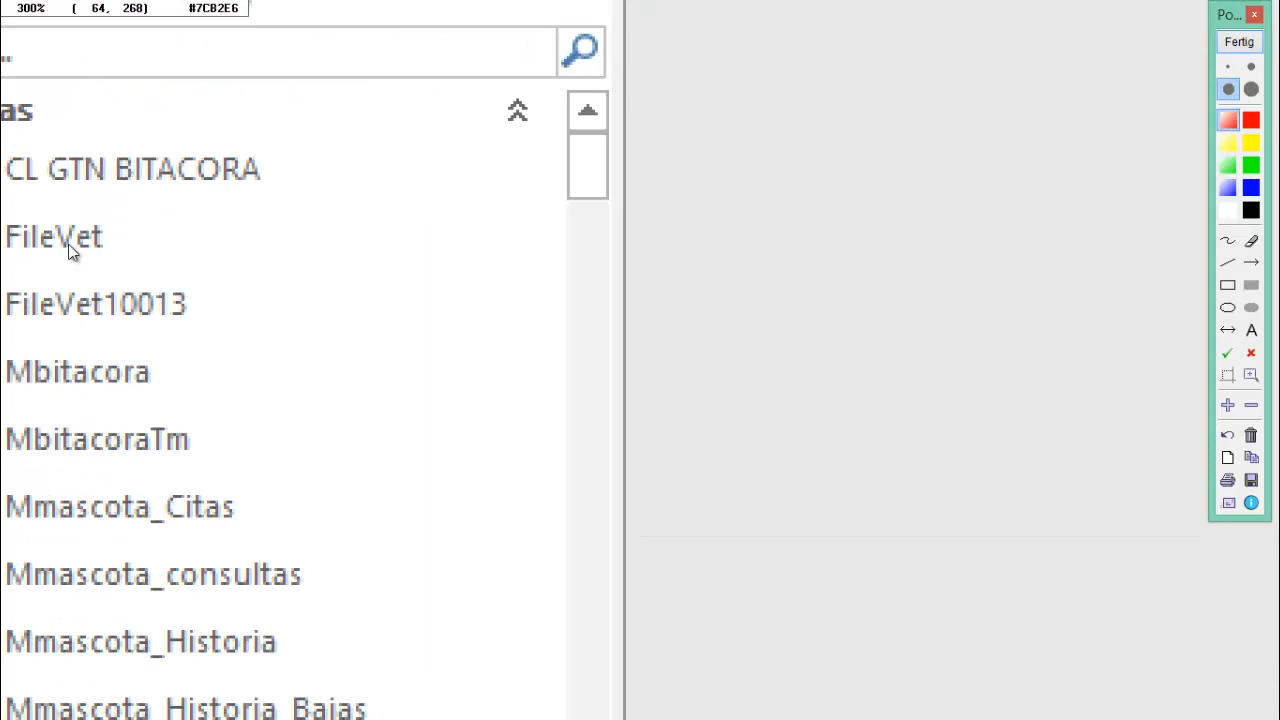 300% ( 64, 268) #7CB2E6
..
as
CL GTN BITACORA
FileVet
FileVet10013
Mbitacora
MbitacoraTm
Mmascota_Citas
Mmascota_consultas
Mmascota_Historia
Mmascota_Historia_Bajas
Po...
Fertig
A